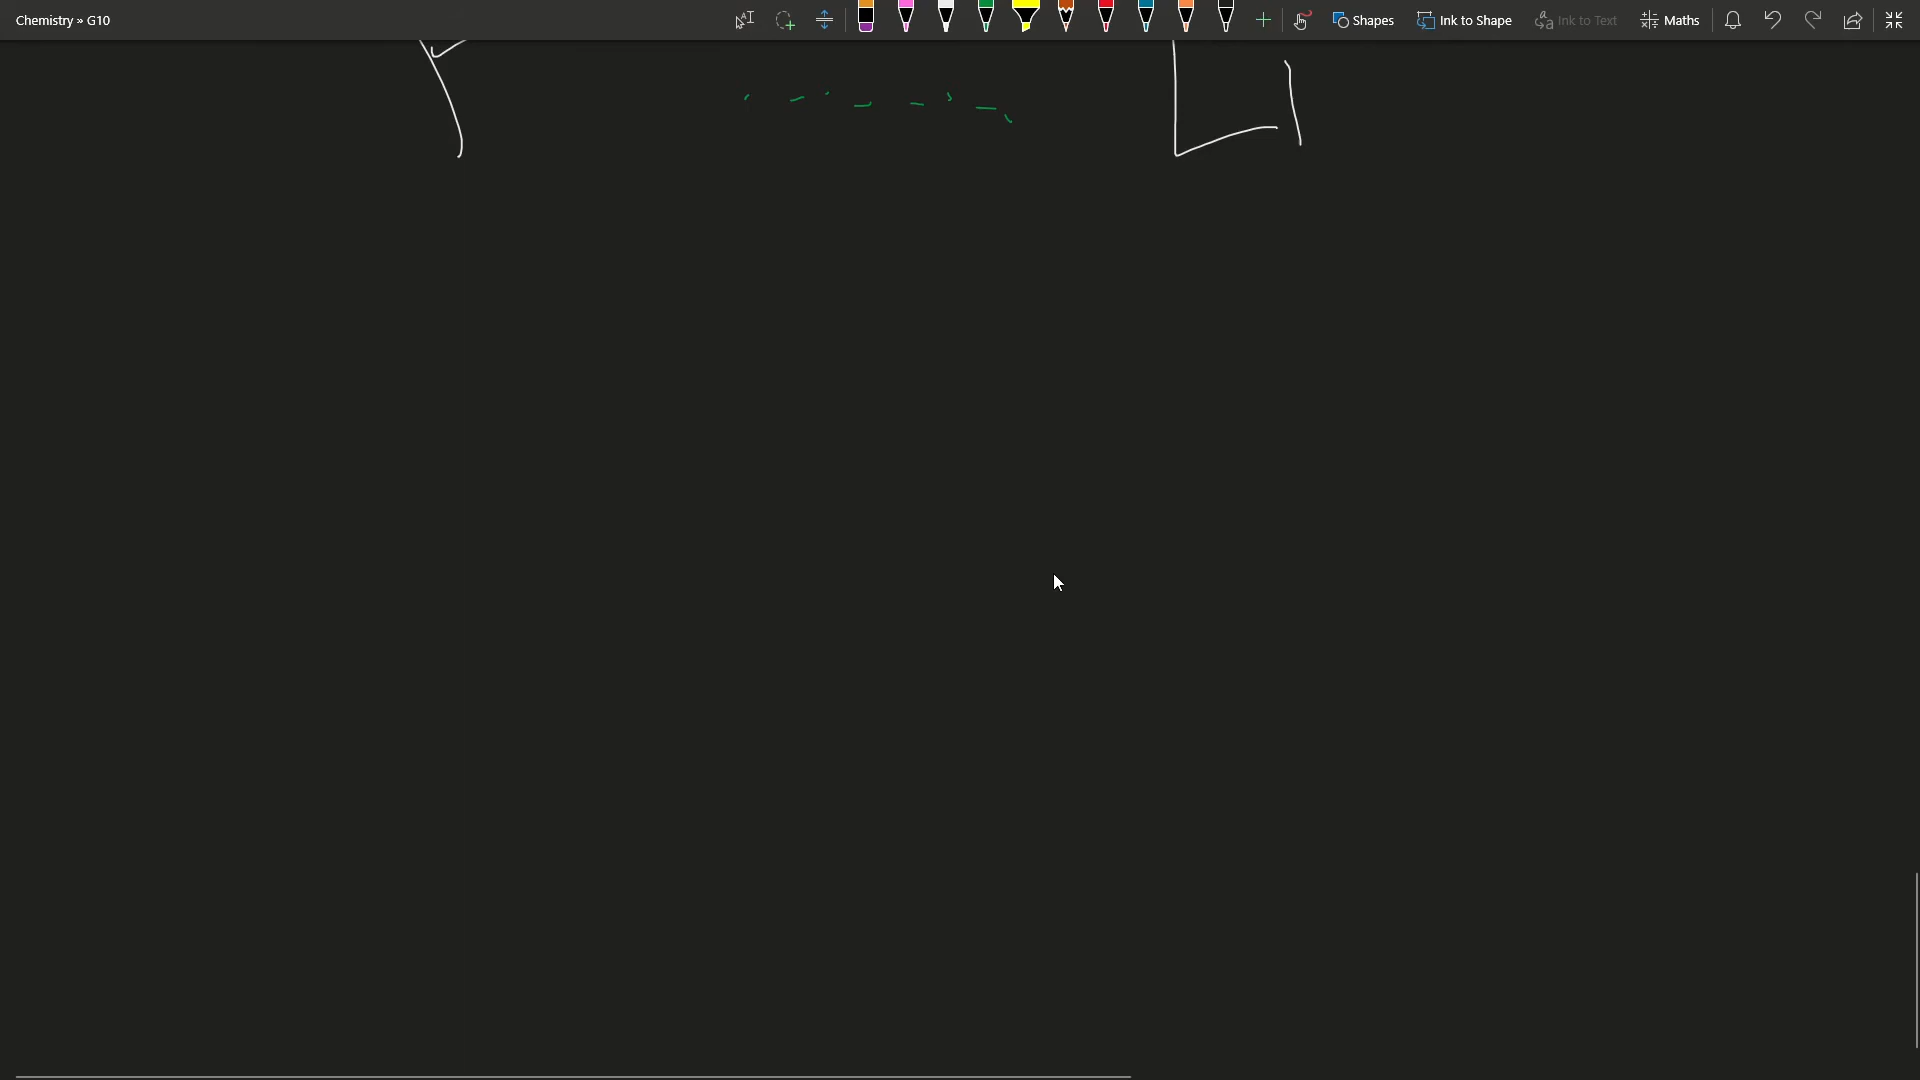 Chemistry » G10
Shapes
Ink to Shape
Ink to Text
Maths